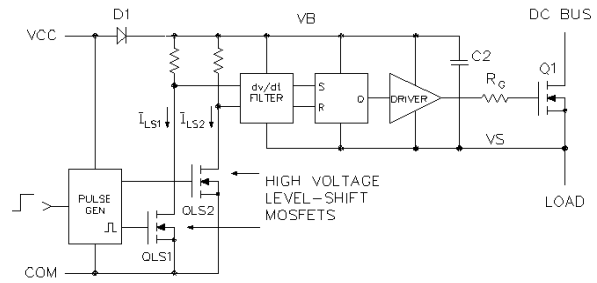 D1
VCC
VB
DC BUS
C2
Q1
dv/dt
FILTER
S
R
Q
DRIVER
RG
ILS1
ILS2
VS
PULSE
GEN
QLS2
HIGH VOLTAGE
LEVEL-SHIFT
MOSFETS
LOAD
QLS1
COM